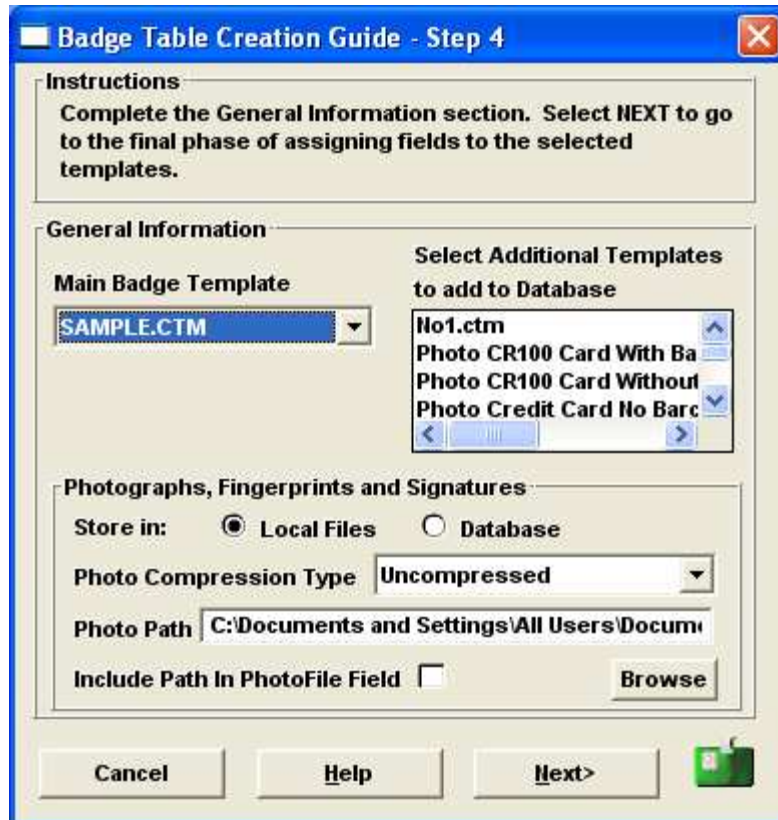 Badge Table Creation Guide - Step 4
Instructions
Complete the General Information section. Select NEXT to go
to the final phase of assigning fields to the selected
templates.
General Information
Main Badge Template
SAMPLE.CTM
Select Additional Templates
to add to Database
No1.ctm
Photo CR100 Card With Ba
Photo CR100 Card Without
Photo Credit Card No Barc
Photographs, Fingerprints and Signatures
Store in: Local Files Database
Photo Compression Type Uncompressed
Photo Path C:\Documents and Settings\All Users\Docume
Include Path In PhotoFile Field Browse
Cancel Help Next>